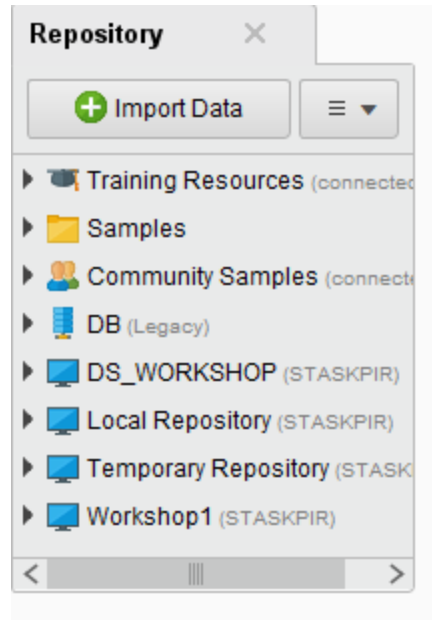 Repository
Import Data
Training Resources (connected
Samples
Community Samples (connecte
DB (Legacy)
DS_WORKSHOP (STASKPIR)
Local Repository (STASKPIR)
Temporary Repository (STASK
Workshop1 (STASKPIR)